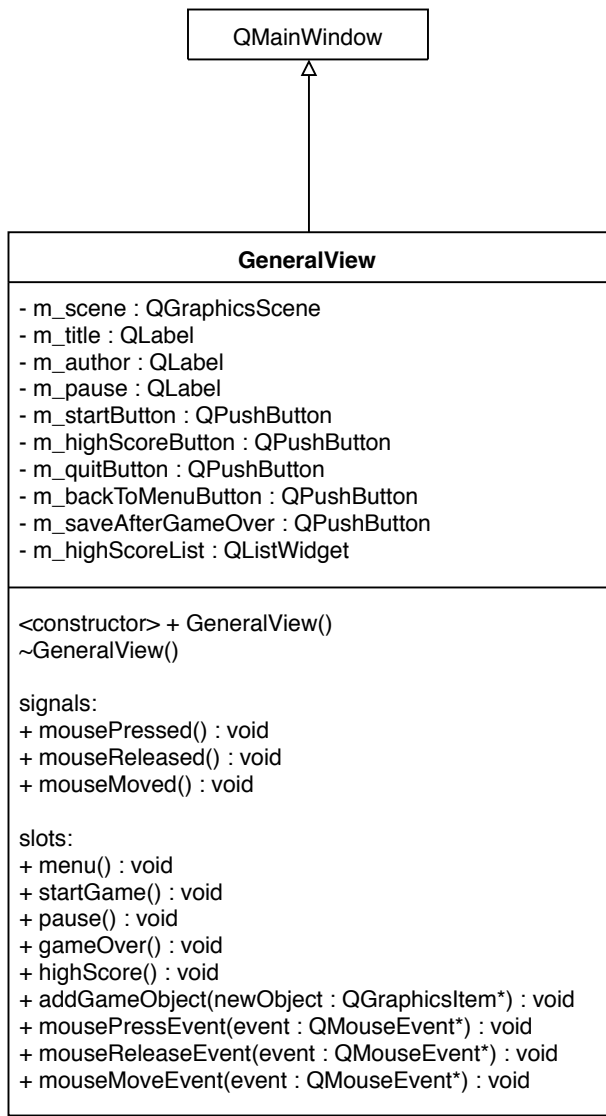 QMainWindow
GeneralView
- m_scene : QGraphicsScene
- m_title : QLabel
- m_author : QLabel
- m_pause : QLabel
- m_startButton : QPushButton
- m_highScoreButton : QPushButton
- m_quitButton : QPushButton
- m_backToMenuButton : QPushButton
- m_saveAfterGameOver : QPushButton
- m_highScoreList : QListWidget
<constructor> + GeneralView()
~GeneralView()
signals:
+ mousePressed() : void
+ mouseReleased() : void
+ mouseMoved() : void
slots:
+ menu() : void
+ startGame() : void
+ pause() : void
+ gameOver() : void
+ highScore() : void
+ addGameObject(newObject : QGraphicsItem*) : void
+ mousePressEvent(event : QMouseEvent*) : void
+ mouseReleaseEvent(event : QMouseEvent*) : void
+ mouseMoveEvent(event : QMouseEvent*) : void